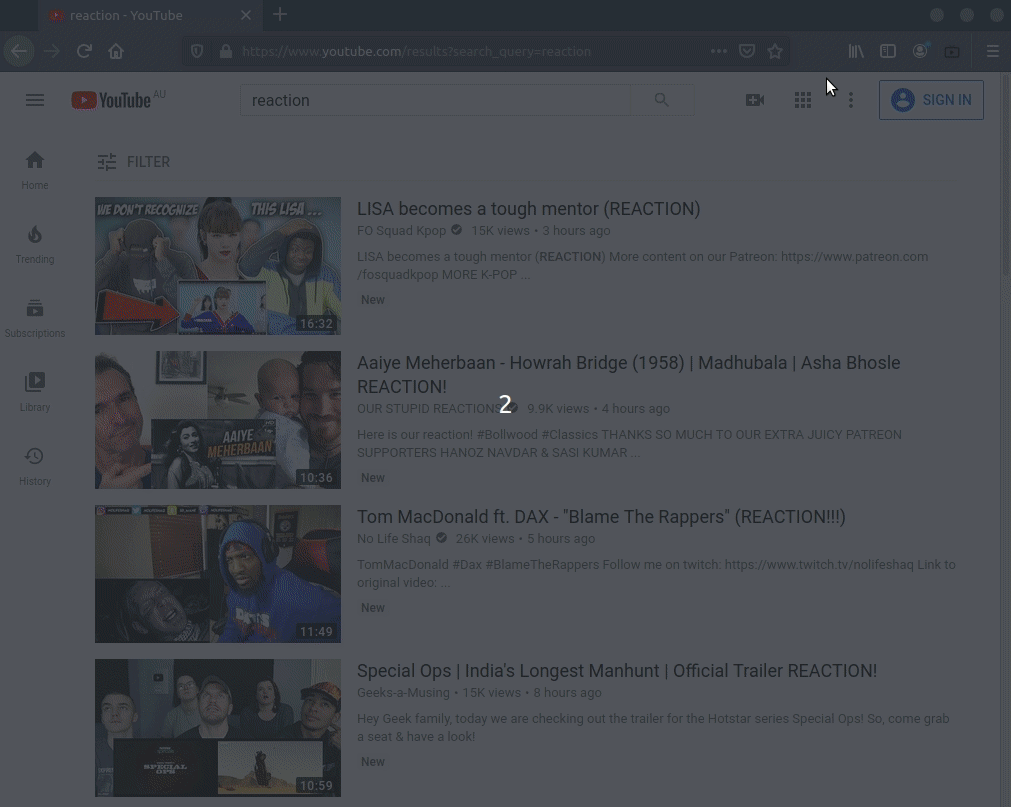 reaction - YouTube
https://www.youtube.com/results?search_query=reaction
YouTube AU
reaction
SIGN IN
FILTER
Home
Trending
Subscriptions
Library
History
WE DON'T RECOGNIZE THIS LISA ...
16:32
LISA becomes a tough mentor (REACTION)
FO Squad Kpop 15K views • 3 hours ago
LISA becomes a tough mentor (REACTION) More content on our Patreon: https://www.patreon.com
/fosquadkpop MORE K-POP ...
New
AAIYE
MEHERBAAN
10:36
Aaiye Meherbaan - Howrah Bridge (1958) | Madhubala | Asha Bhosle
REACTION!
2
OUR STUPID REACTIONS 9.9K views • 4 hours ago
Here is our reaction! #Bollwood #Classics THANKS SO MUCH TO OUR EXTRA JUICY PATREON
SUPPORTERS HANOZ NAVDAR & SASI KUMAR ...
New
11:49
Tom MacDonald ft. DAX - "Blame The Rappers" (REACTION!!!)
No Life Shaq 26K views • 5 hours ago
TomMacDonald #Dax #BlameTheRappers Follow me on twitch: https://www.twitch.tv/nolifeshaq Link to
original video: ...
New
SPECIAL
OPS
10:59
Special Ops | India's Longest Manhunt | Official Trailer REACTION!
Geeks-a-Musing • 15K views • 8 hours ago
Hey Geek family, today we are checking out the trailer for the Hotstar series Special Ops! So, come grab
a seat & have a look!
New